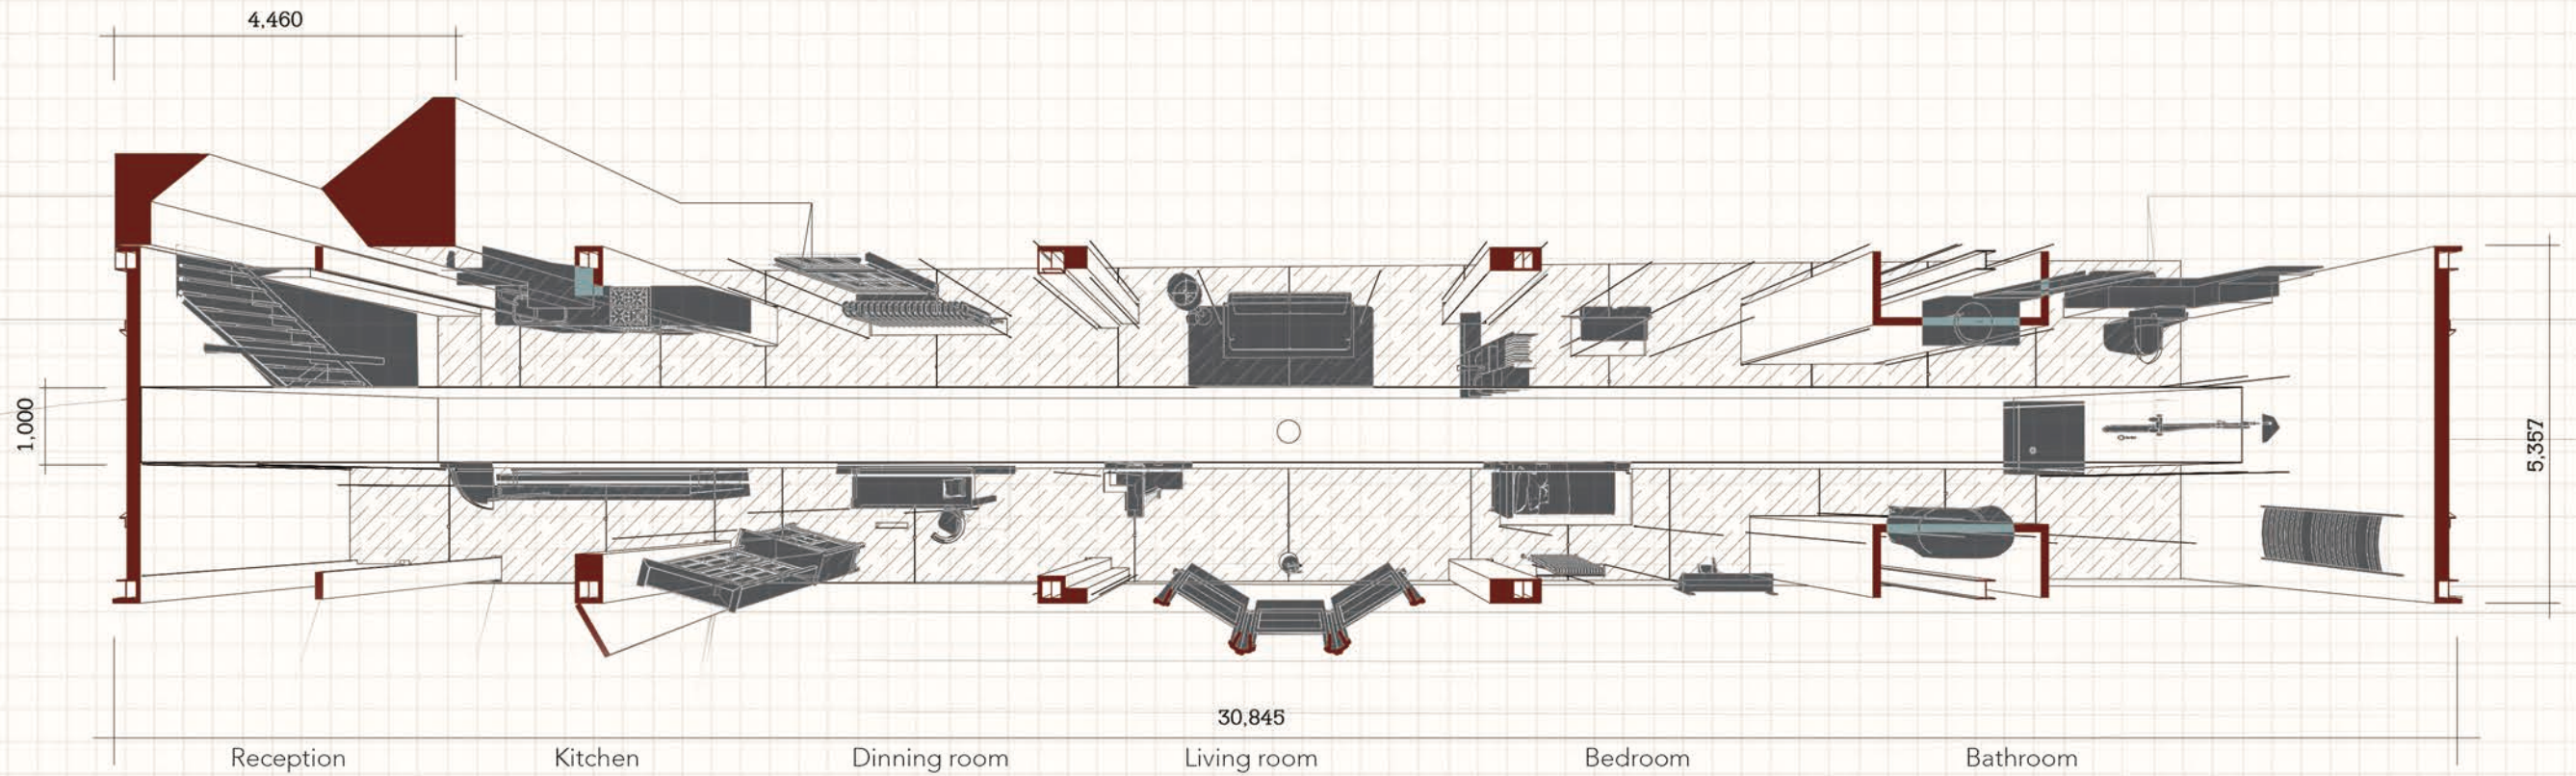 4,460
1,000
5,357
30,845
Reception
Kitchen
Dinning room
Living room
Bedroom
Bathroom